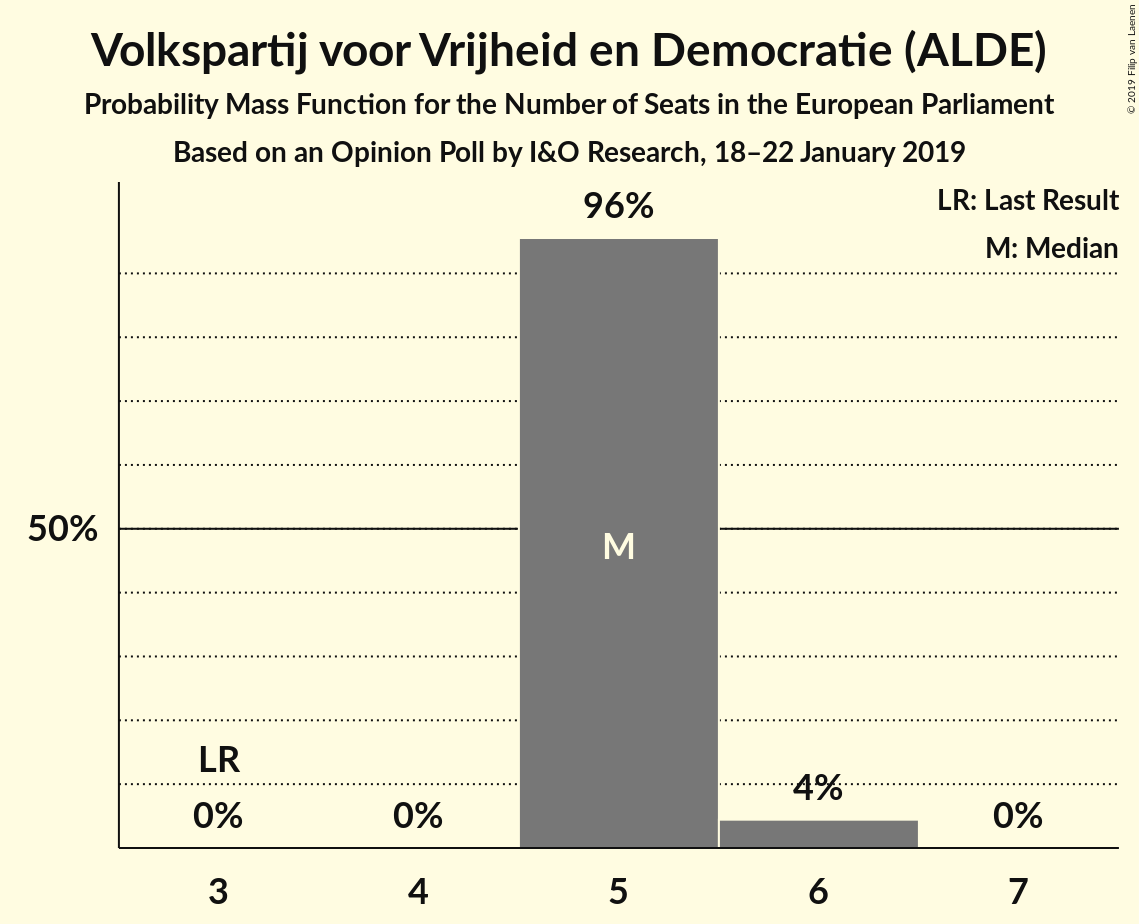 Volkspartij voor Vrijheid en Democratie (ALDE)
Probability Mass Function for the Number of Seats in the European Parliament
Based on an Opinion Poll by I&O Research, 18–22 January 2019
© 2019 Filip van Laenen
LR: Last Result
M: Median
96%
50%
M
LR
4%
0%
0%
0%
3
4
5
6
7